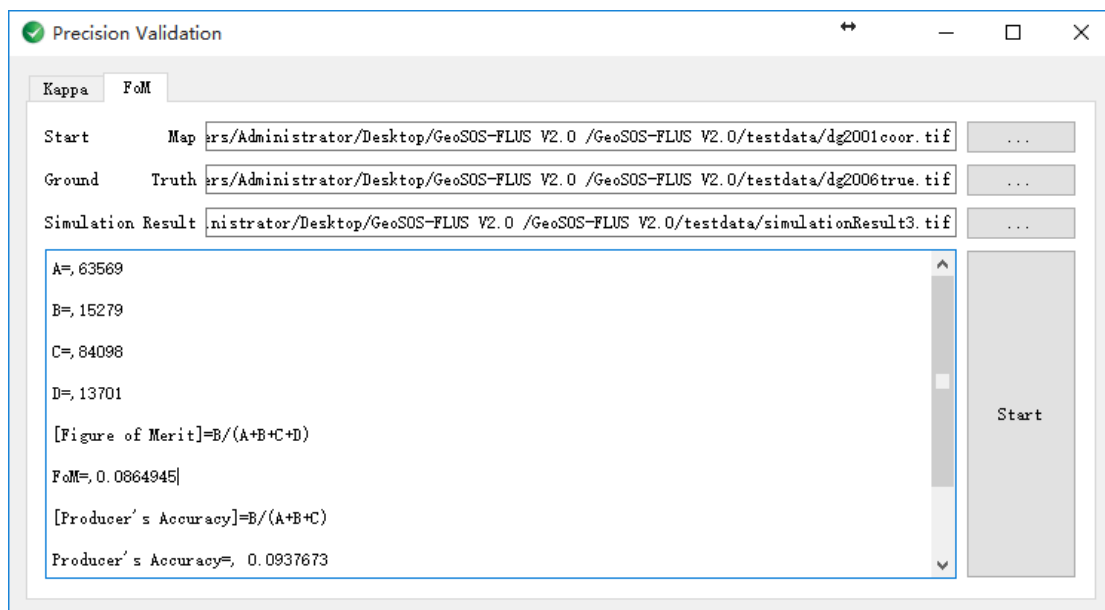 Precision Validation
Kappa FoM
Start Map ers/Administrator/Desktop/GeoSOS-FLUS V2.0 /GeoSOS-FLUS V2.0/testdata/dg2001coor.tif ...
Ground Truth ers/Administrator/Desktop/GeoSOS-FLUS V2.0 /GeoSOS-FLUS V2.0/testdata/dg2006true.tif ...
Simulation Result .nistrator/Desktop/GeoSOS-FLUS V2.0 /GeoSOS-FLUS V2.0/testdata/simulationResult3.tif ...
A=,63569
B=,15279
C=,84098
D=,13701
Start
[Figure of Merit]=B/(A+B+C+D)
FoM=,0.0864945
[Producer's Accuracy]=B/(A+B+C)
Producer's Accuracy=, 0.0937673